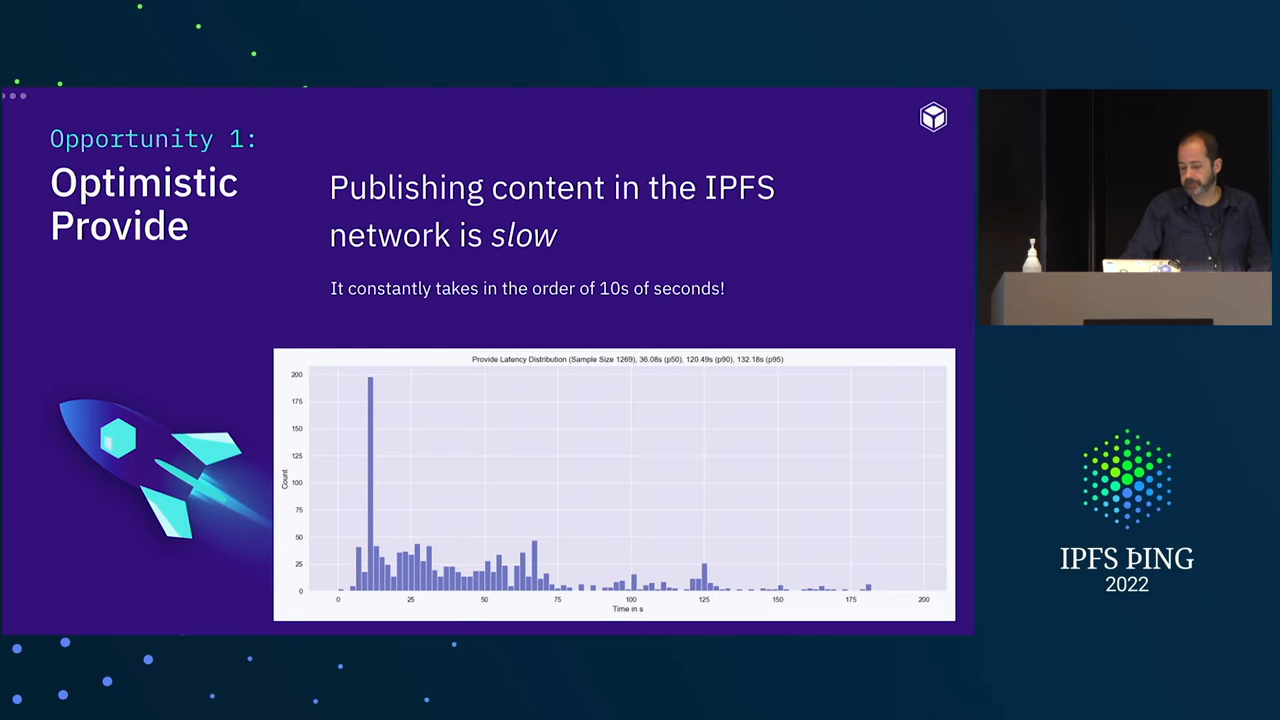 Opportunity 1:
Optimistic
Provide
Publishing content in the IPFS
network is slow
It constantly takes in the order of 10s of seconds!
Provide Latency Distribution (Sample Size 1269), 36.08s (p50), 120.49s (p90), 132.18s (p95)
200
175
150
125
100
75
50
25
0
Count
0 25 50 75 100 125 150 175 200
Time in s
IPFS ÞING
2022